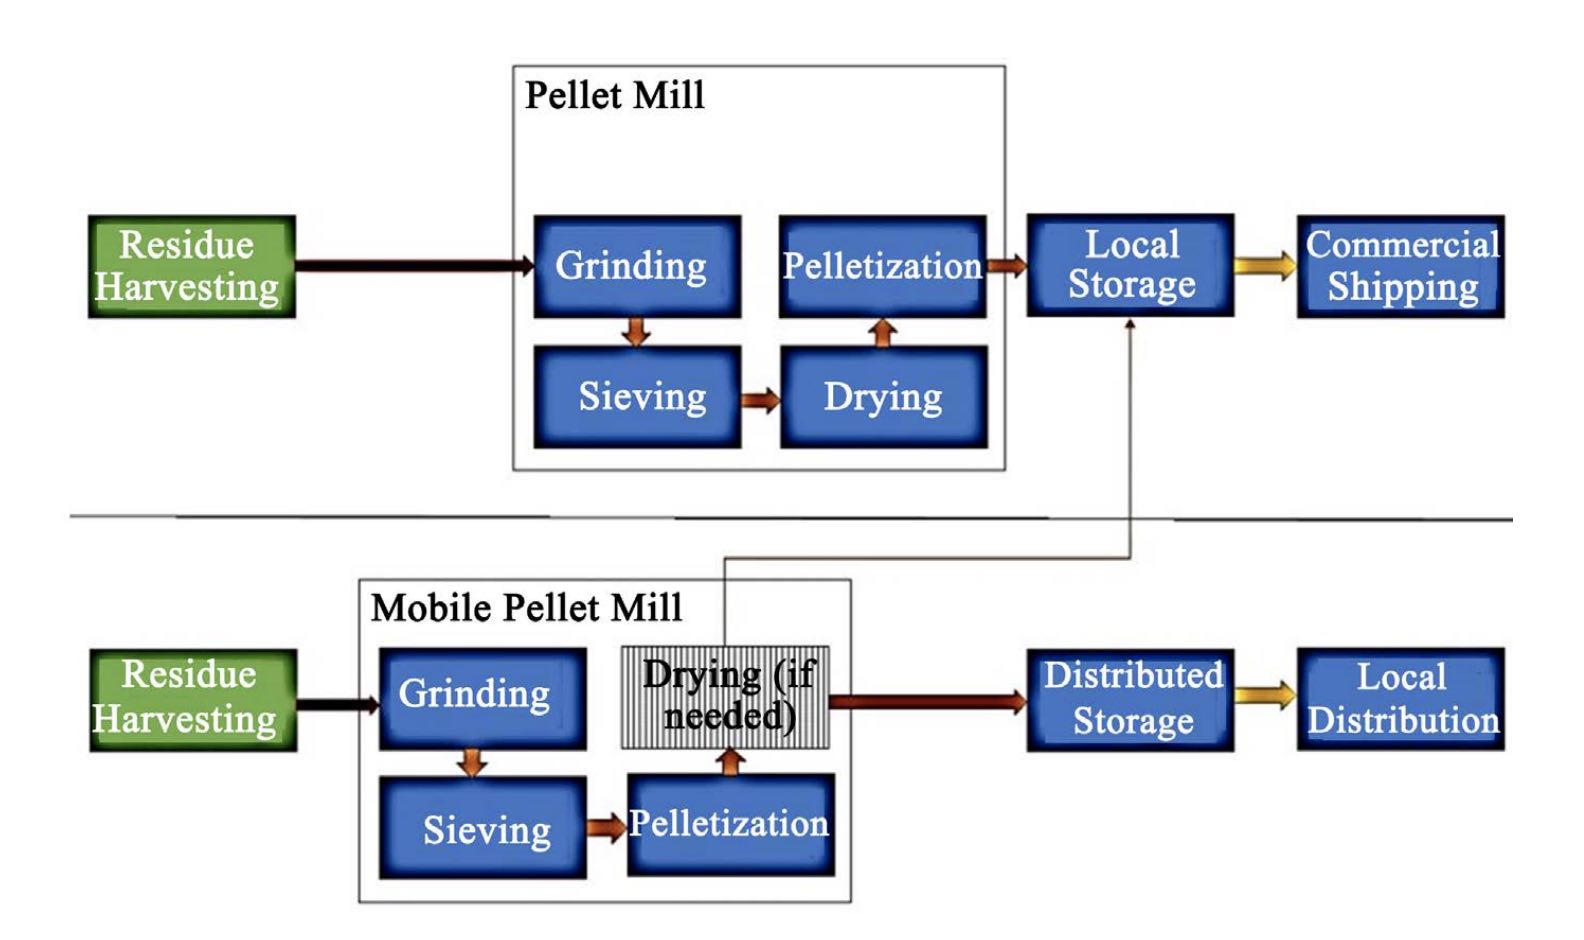 Pellet Mill
Residue
Harvesting
Grinding
Pelletization
Local
Storage
Commercial
Shipping
Sieving
Drying
Mobile Pellet Mill
Residue
Harvesting
Grinding
Drying (if
needed)
Distributed
Storage
Local
Distribution
Sieving
Pelletization